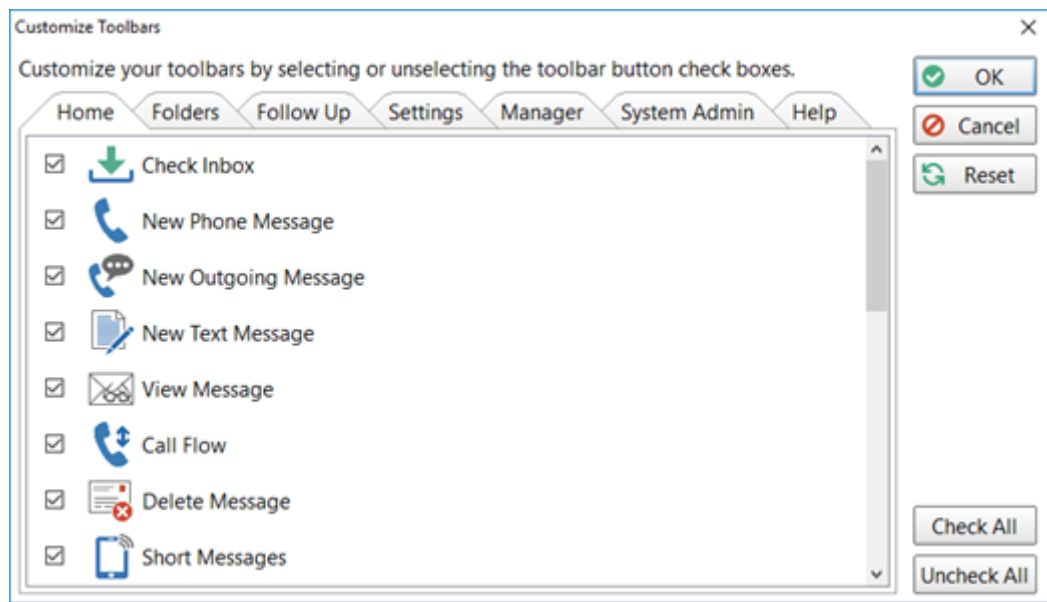 Customize Toolbars
Customize your toolbars by selecting or unselecting the toolbar button check boxes.
Home Folders Follow Up Settings Manager System Admin Help
Check Inbox
New Phone Message
New Outgoing Message
New Text Message
View Message
Call Flow
Delete Message
Short Messages
OK
Cancel
Reset
Check All
Uncheck All